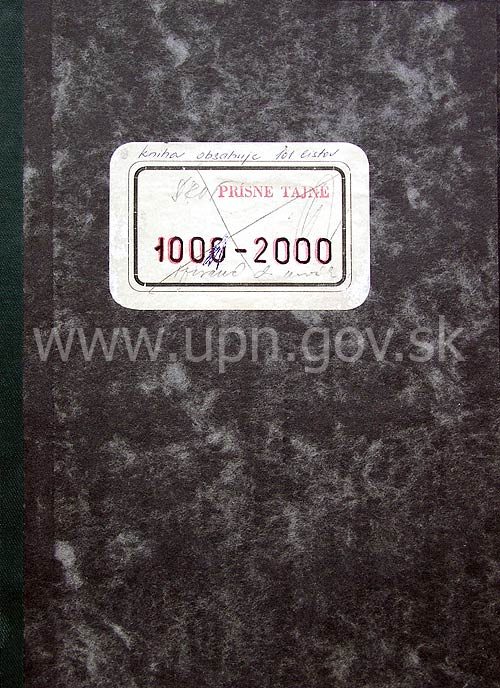 kniha obsahuje 101 listov
PRÍSNE TAJNÉ
1000 - 2000
www.upn.gov.sk